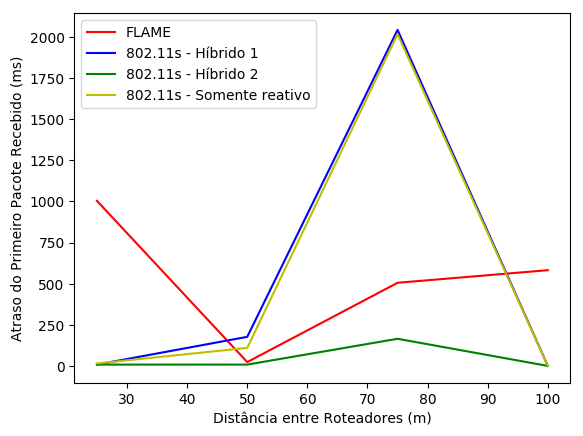 FLAME
802.11s - Híbrido 1
802.11s - Híbrido 2
802.11s - Somente reativo
Atraso do Primeiro Pacote Recebido (ms)
2000
1750
1500
1250
1000
750
500
250
0
30 40 50 60 70 80 90 100
Distância entre Roteadores (m)